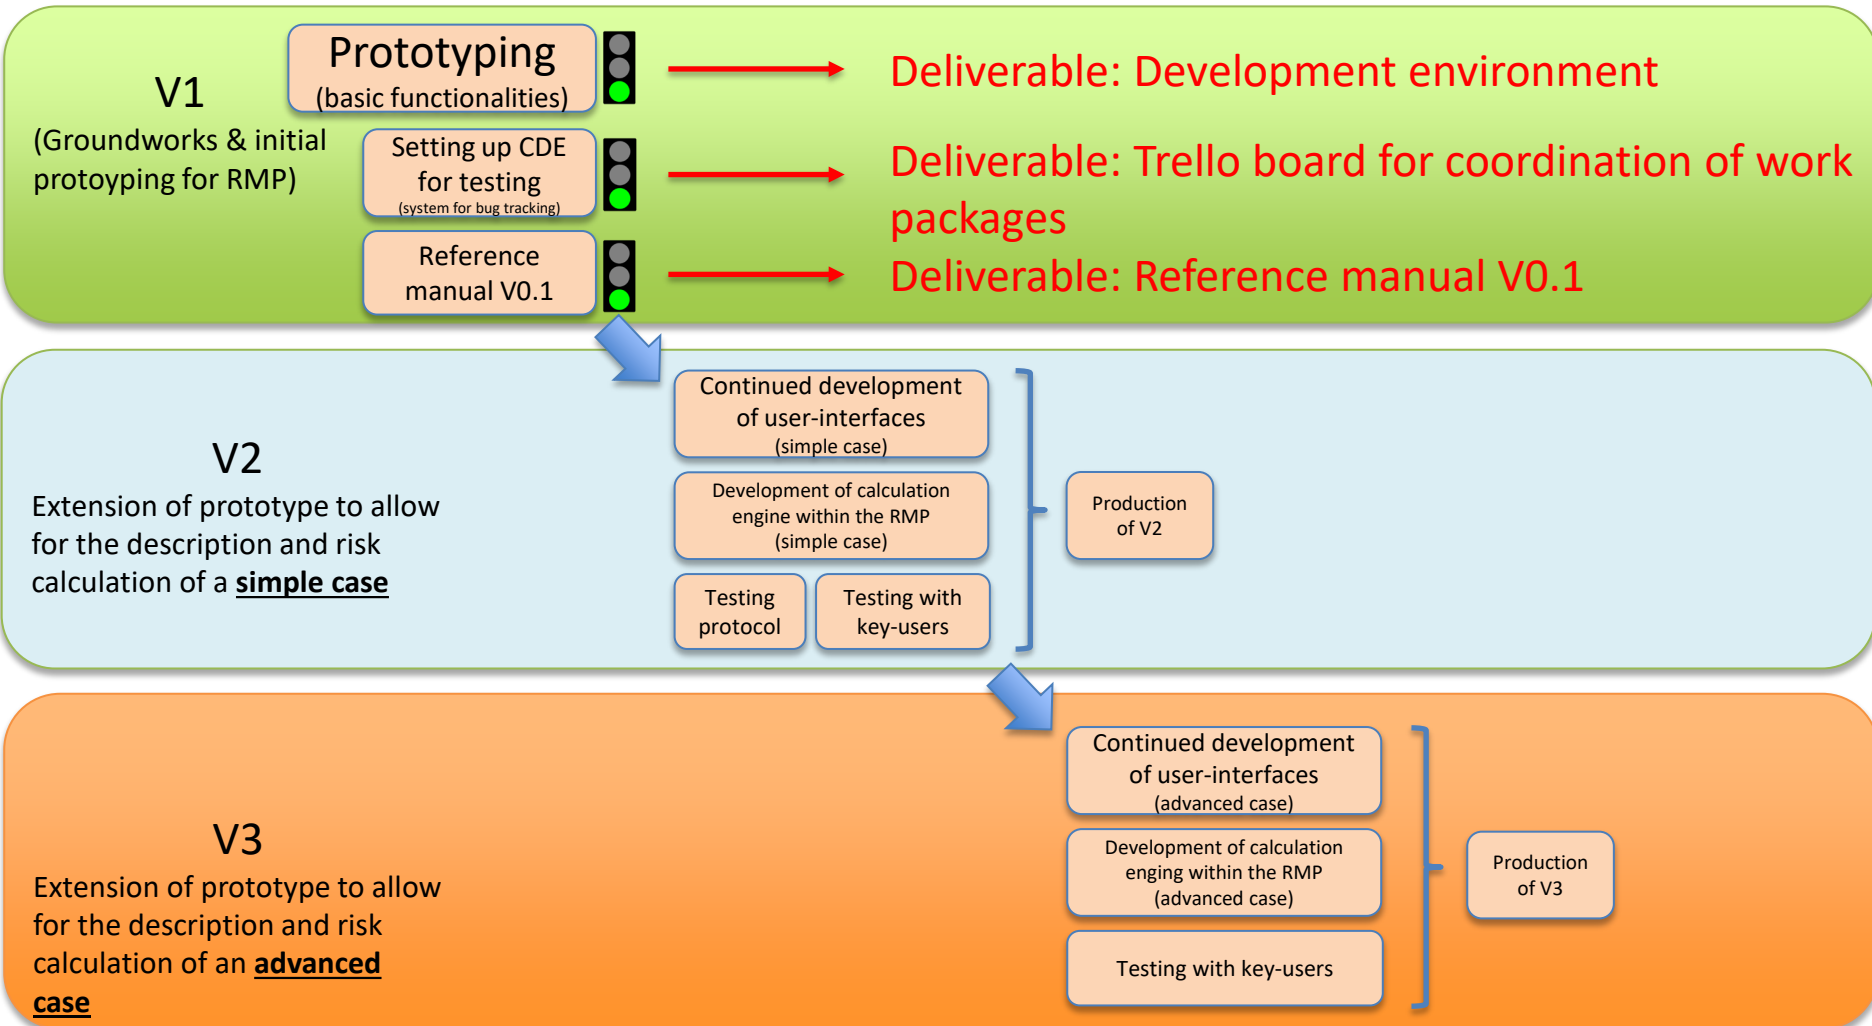 V1
(Groundworks & initial
protoyping for RMP)
Prototyping
(basic functionalities)
Deliverable: Development environment
Setting up CDE
for testing
(system for bug tracking)
Deliverable: Trello board for coordination of work
packages
Reference
manual V0.1
Deliverable: Reference manual V0.1
V2
Extension of prototype to allow
for the description and risk
calculation of a simple case
Continued development
of user-interfaces
(simple case)
Development of calculation
engine within the RMP
(simple case)
Testing
protocol
Testing with
key-users
Production
of V2
V3
Extension of prototype to allow
for the description and risk
calculation of an advanced
case
Continued development
of user-interfaces
(advanced case)
Development of calculation
enging within the RMP
(advanced case)
Testing with key-users
Production
of V3